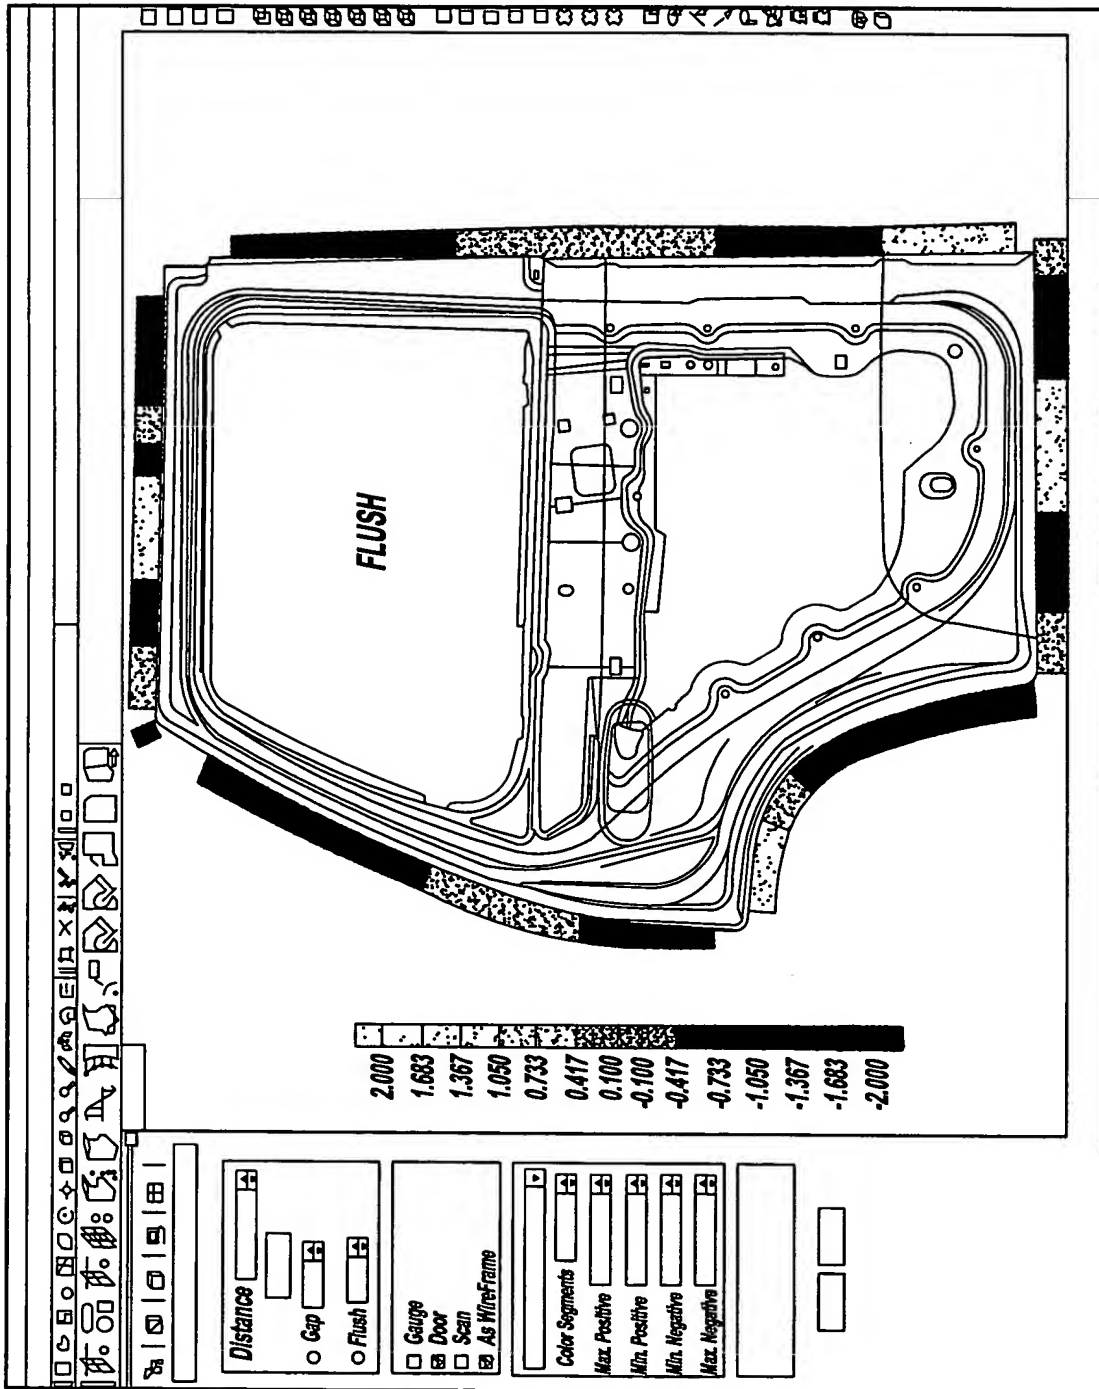 Distance
Gap
Flush
Gauge
Door
Scan
As WireFrame
Color Segments
Max. Positive
Min. Positive
Min. Negative
Max. Negative
2.000
1.683
1.367
1.050
0.733
0.417
0.100
-0.100
-0.417
-0.733
-1.050
-1.367
-1.683
-2.000
FLUSH